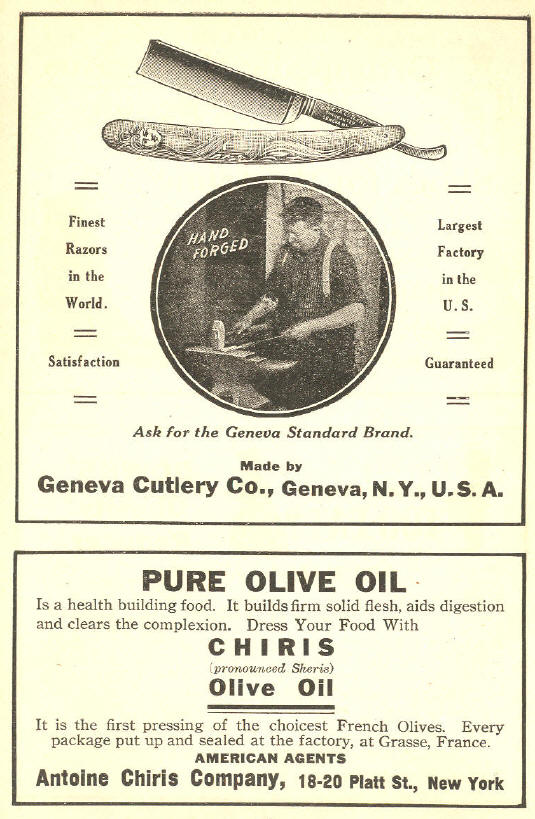 HAND
FORGED
Finest
Razors
in the
World.
Satisfaction
Largest
Factory
in the
U. S.
Guaranteed
Ask for the Geneva Standard Brand.
Made by
Geneva Cutlery Co., Geneva, N. Y., U. S. A.
PURE OLIVE OIL
Is a health building food. It builds firm solid flesh, aids digestion
and clears the complexion. Dress Your Food With
CHIRIS
(pronounced Sheris)
Olive Oil
It is the first pressing of the choicest French Olives. Every
package put up and sealed at the factory, at Grasse, France.
AMERICAN AGENTS
Antoine Chiris Company, 18-20 Platt St., New York